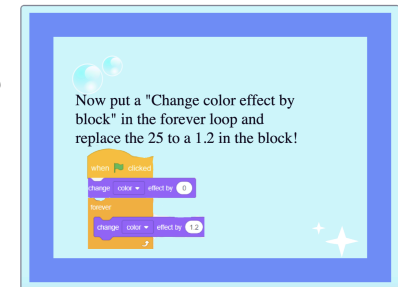 Now put a "Change color effect by
block" in the forever loop and
replace the 25 to a 1.2 in the block!
when clicked
change color effect by 0
forever
change color effect by 1.2